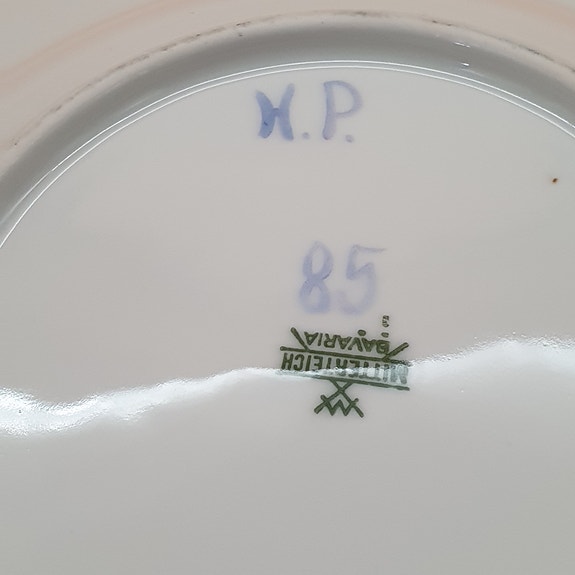 H.P.
85
BAVARIA
MITTERTEICH